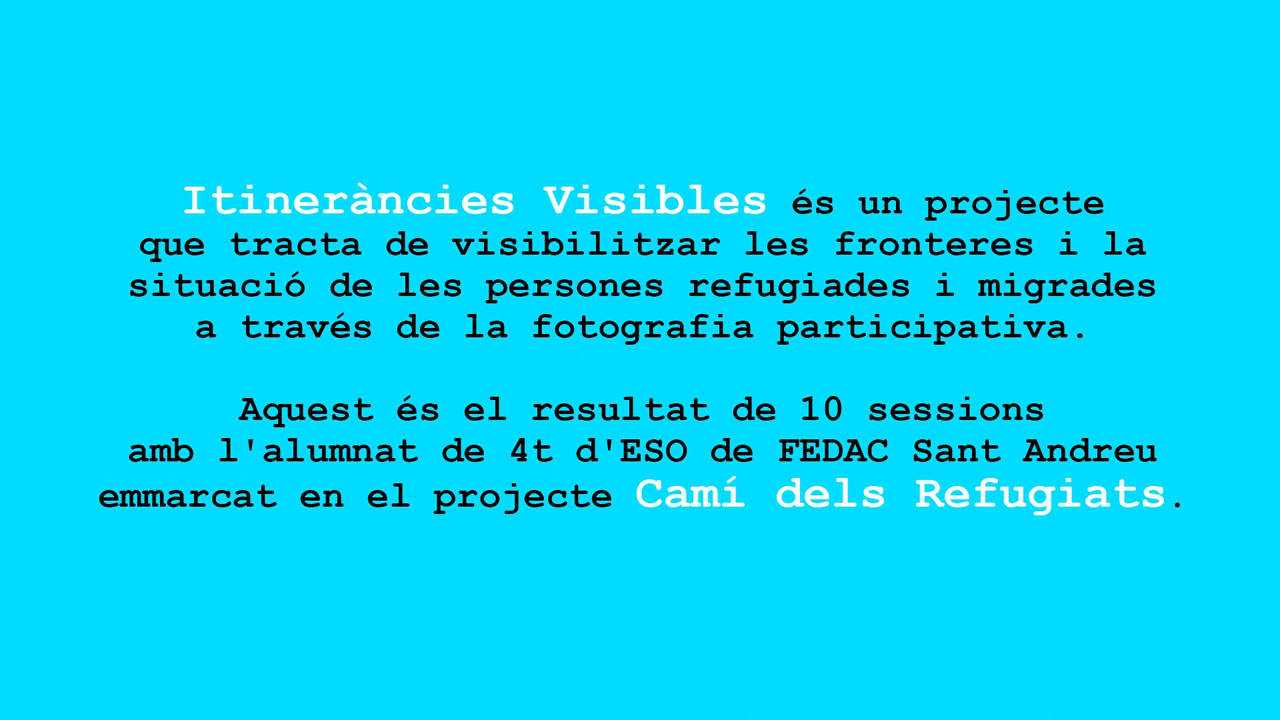 Itineràncies Visibles és un projecte
que tracta de visibilitzar les fronteres i la
situació de les persones refugiades i migrades
a través de la fotografia participativa.
Aquest és el resultat de 10 sessions
amb l'alumnat de 4t d'ESO de FEDAC Sant Andreu
emmarcat en el projecte Camí dels Refugiats.